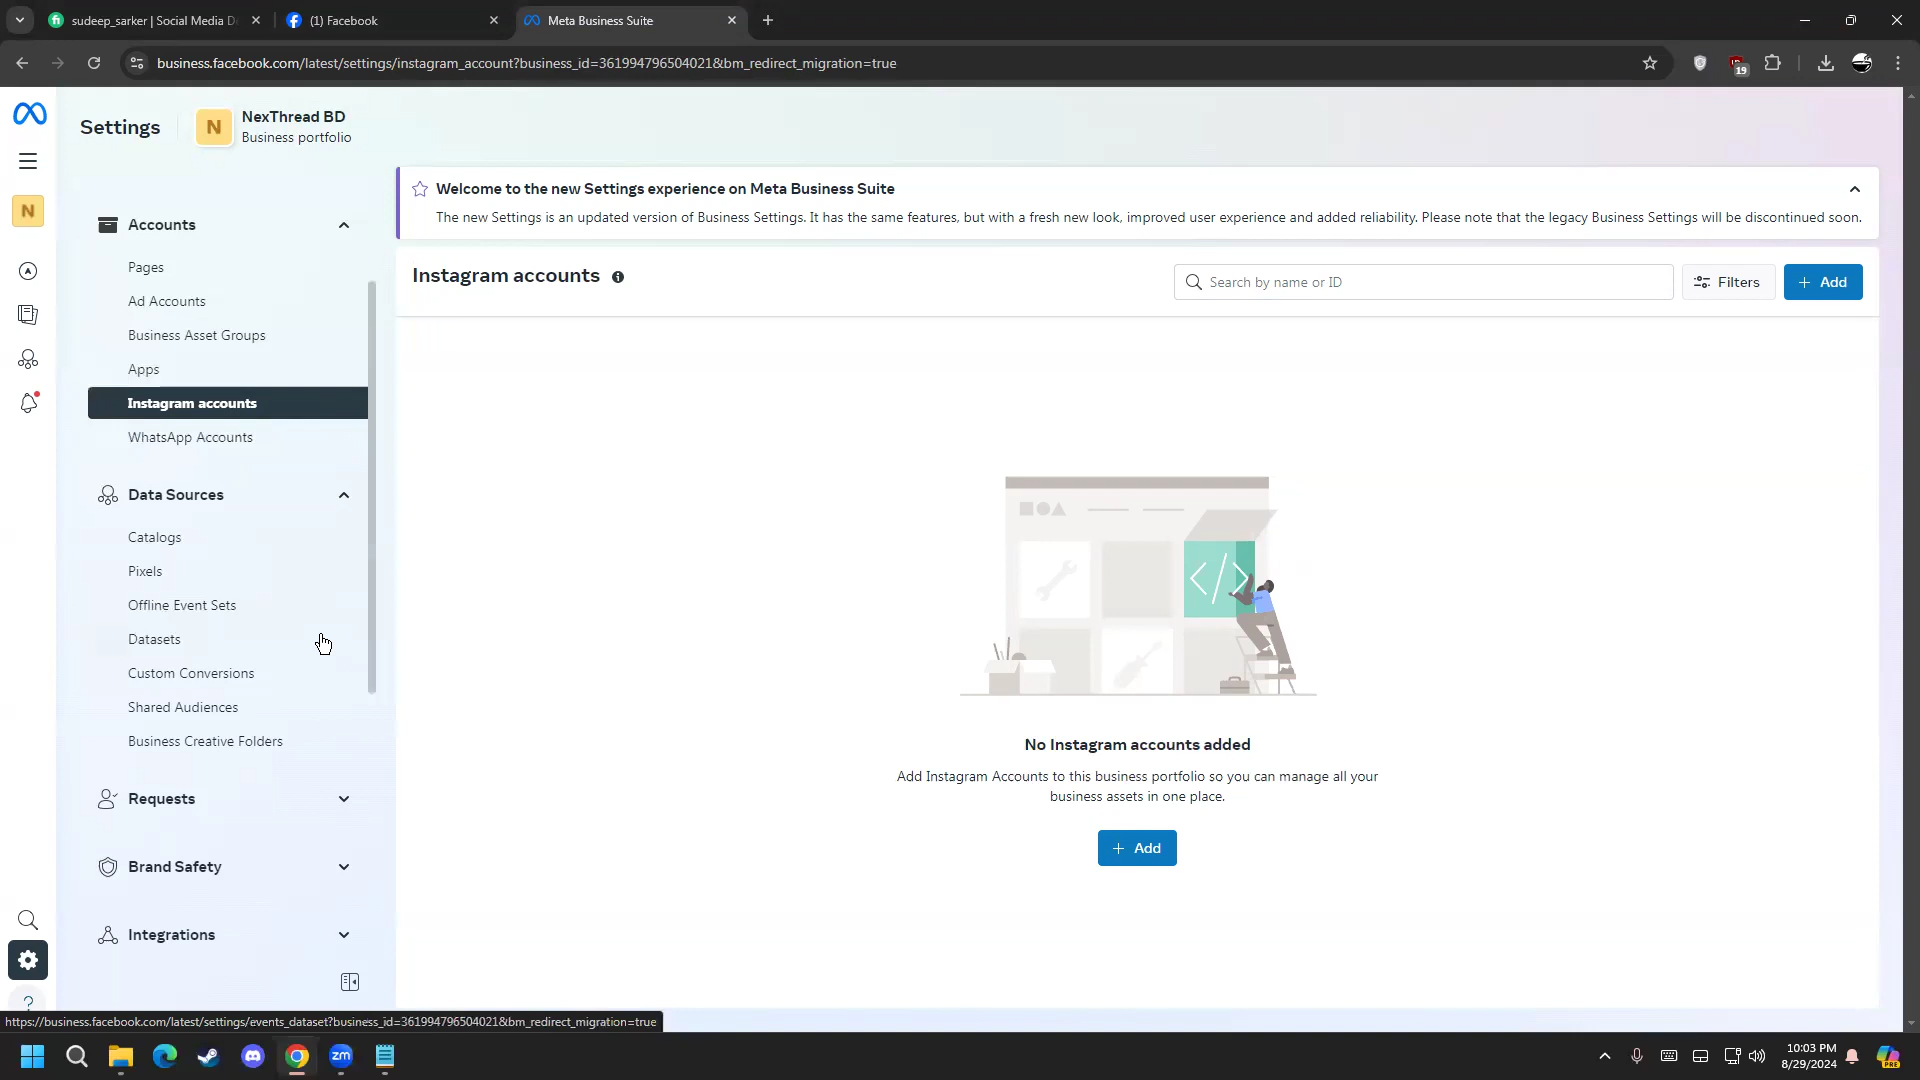 sudeep_sarker | Social Media D
(1) Facebook
Meta Business Suite
business.facebook.com/latest/settings/instagram_account?business_id=361994796504021&bm_redirect_migration=true
19
Settings
N
NexThread BD
Business portfolio
N
Accounts
Pages
Ad Accounts
Business Asset Groups
Apps
Instagram accounts
WhatsApp Accounts
Data Sources
Catalogs
Pixels
Offline Event Sets
Datasets
Custom Conversions
Shared Audiences
Business Creative Folders
Requests
Brand Safety
Integrations
Welcome to the new Settings experience on Meta Business Suite
The new Settings is an updated version of Business Settings. It has the same features, but with a fresh new look, improved user experience and added reliability. Please note that the legacy Business Settings will be discontinued soon.
Instagram accounts
Search by name or ID
Filters
+ Add
No Instagram accounts added
Add Instagram Accounts to this business portfolio so you can manage all your
business assets in one place.
+ Add
?
https://business.facebook.com/latest/settings/events_dataset?business_id=361994796504021&bm_redirect_migration=true
zm
10:03 PM
8/29/2024
PRE